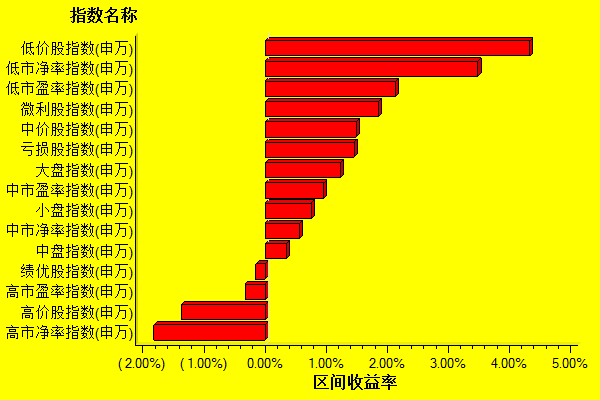 指数名称
低价股指数(申万)
低市净率指数(申万)
低市盈率指数(申万)
微利股指数(申万)
中价股指数(申万)
亏损股指数(申万)
大盘指数(申万)
中市盈率指数(申万)
小盘指数(申万)
中市净率指数(申万)
中盘指数(申万)
绩优股指数(申万)
高市盈率指数(申万)
高价股指数(申万)
高市净率指数(申万)
(2.00%) (1.00%) 0.00% 1.00% 2.00% 3.00% 4.00% 5.00%
区间收益率